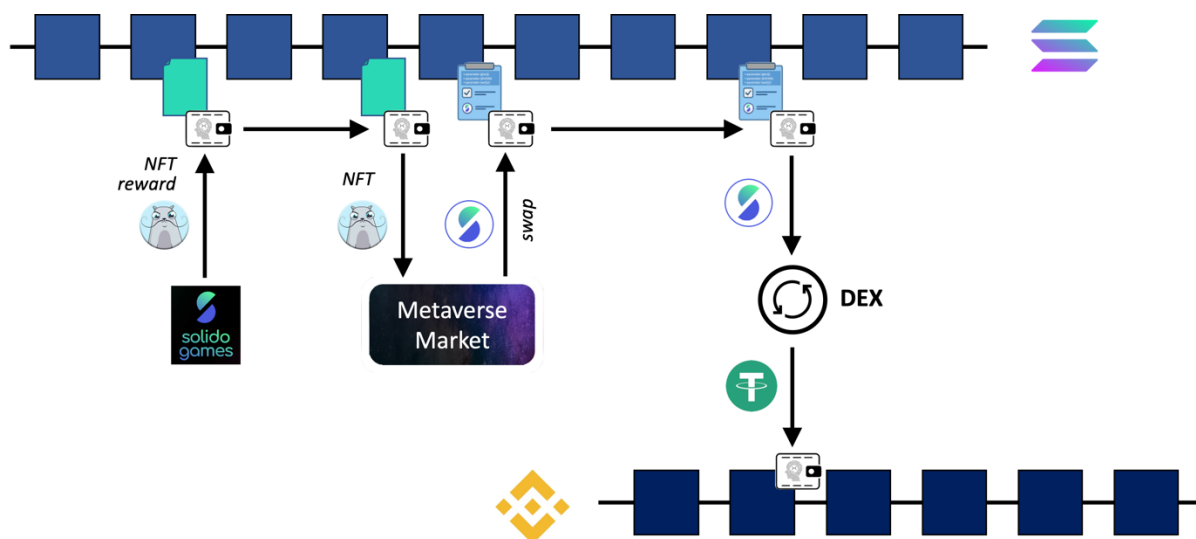 NFT
reward
NFT
swap
solido
games
Metaverse
Market
DEX